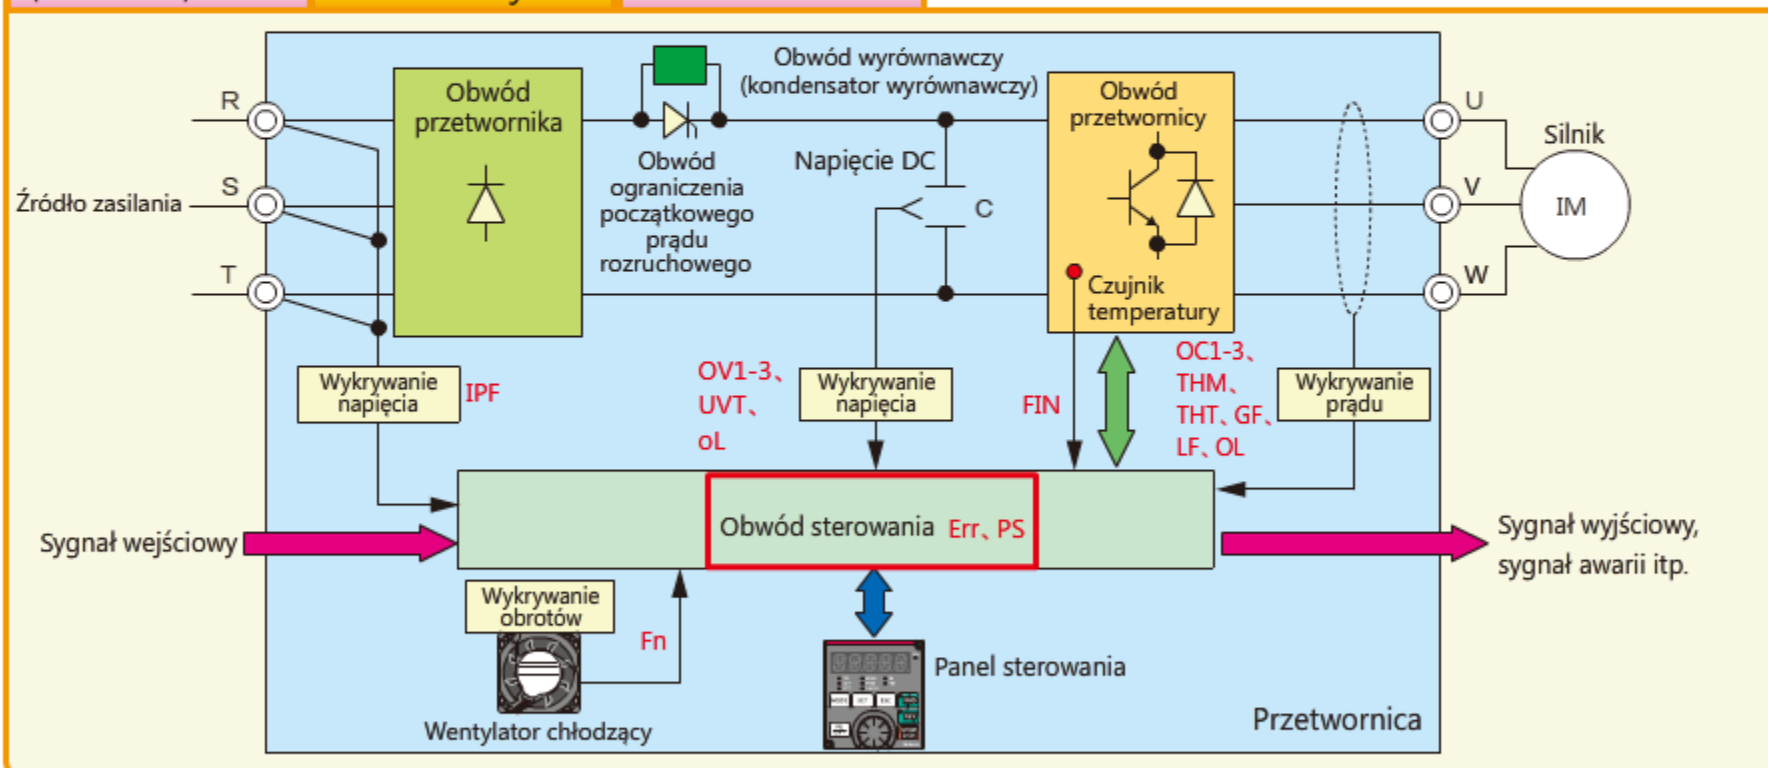 Obwód
przetwornika
Obwód wyrównawczy
(kondensator wyrównawczy)
Obwód
przetwornicy
R
S
T
Źródło zasilania
Obwód
ograniczenia
początkowego
prądu
rozruchowego
Napięcie DC
C
Czujnik
temperatury
U
V
W
Silnik
IM
Wykrywanie
napięcia
IPF
OV1-3、
UVT、
oL
Wykrywanie
napięcia
FIN
OC1-3、
THM、
THT、GF、
LF、OL
Wykrywanie
prądu
Sygnał wejściowy
Obwód sterowania
Err、PS
Sygnał wyjściowy,
sygnał awarii itp.
Wykrywanie
obrotów
Fn
Wentylator chłodzący
Panel sterowania
Przetwornica